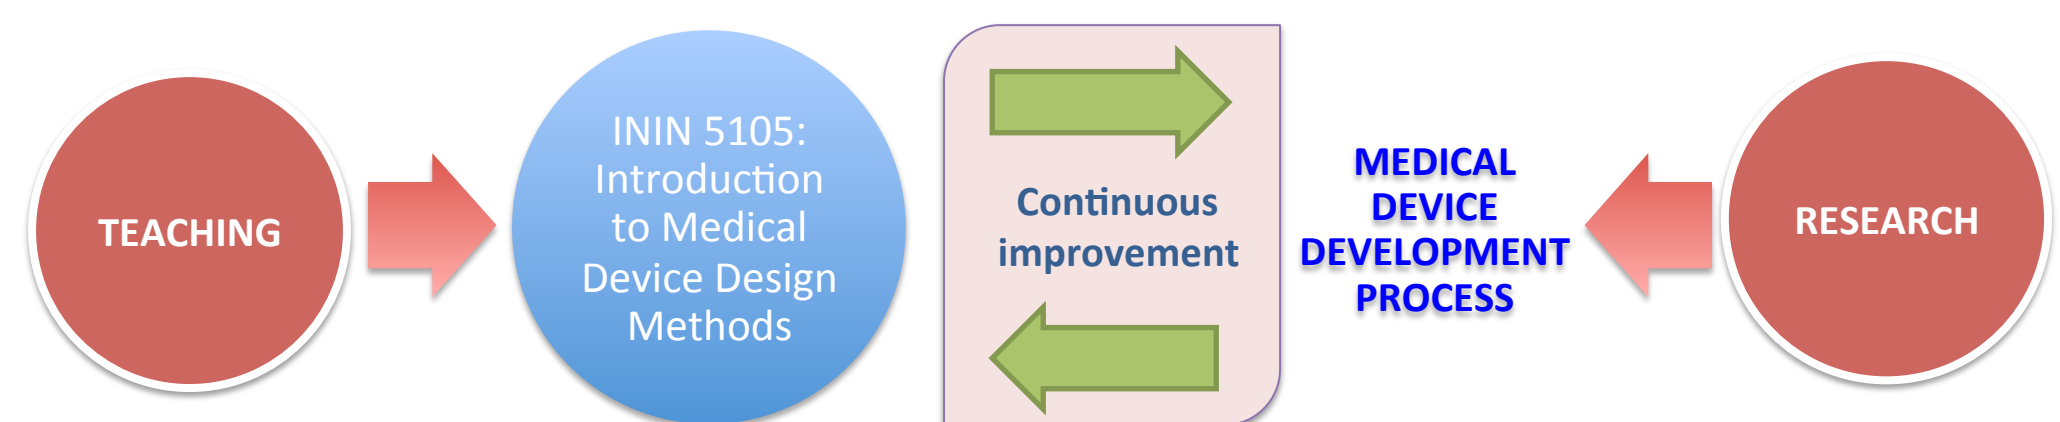 TEACHING
ININ 5105:
Introduction
to Medical
Device Design
Methods
Continuous
improvement
MEDICAL
DEVICE
DEVELOPMENT
PROCESS
RESEARCH